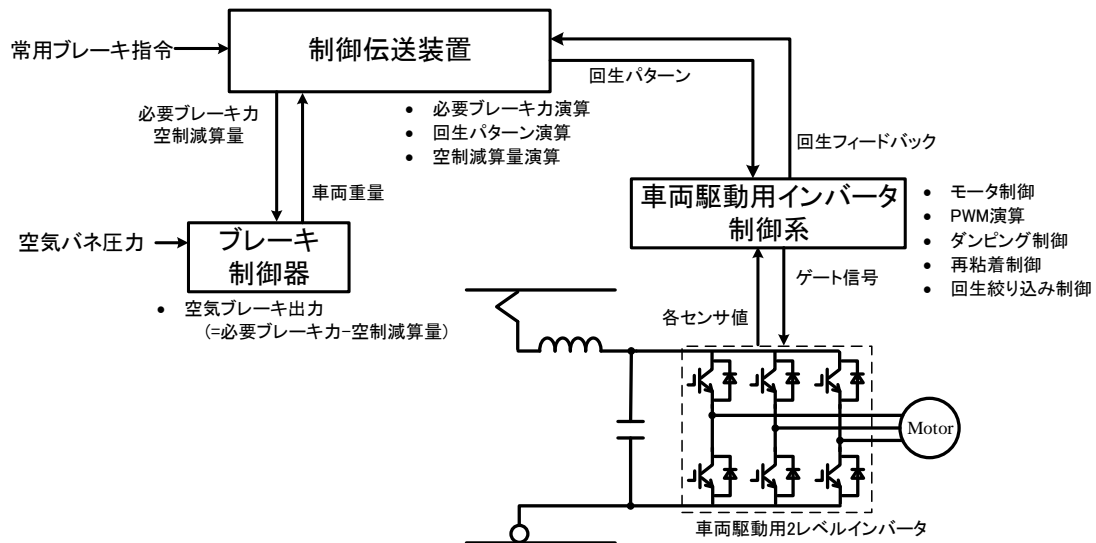 常用ブレーキ指令
制御伝送装置
回生パターン
必要ブレーキ力
空制減算量
• 必要ブレーキ力演算
• 回生パターン演算
• 空制減算量演算
回生フィードバック
車両重量
車両駆動用インバータ
制御系
• モータ制御
• PWM演算
• ダンピング制御
• 再粘着制御
• 回生絞り込み制御
空気バネ圧力
ブレーキ
制御器
• 空気ブレーキ出力
(=必要ブレーキ力-空制減算量)
各センサ値
ゲート信号
Motor
車両駆動用2レベルインバータ